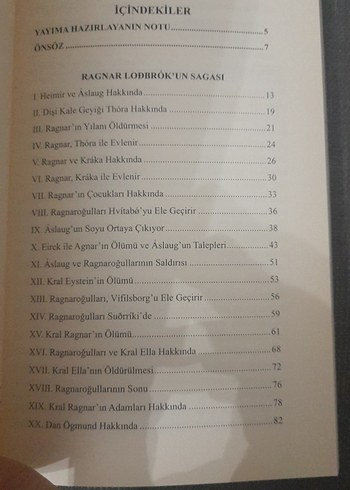 İÇİNDEKİLER
YAYIMA HAZIRLAYANIN NOTU....................5
ÖNSÖZ....................7
RAGNAR LODBRÓK'UN SAGASI
I. Heimir ve Áslaug Hakkında....................13
II. Dişi Kale Geyiği Thóra Hakkında....................19
III. Ragnar'ın Yılanı Öldürmesi....................21
IV. Ragnar, Thóra ile Evlenir....................24
V. Ragnar ve Kráka Hakkında....................26
VI. Ragnar, Kráka ile Evlenir....................30
VII. Ragnar'ın Çocukları Hakkında....................33
VIII. Ragnaroğulları Hvítabö'yu Ele Geçirir....................36
IX. Áslaug'un Soyu Ortaya Çıkıyor....................38
X. Eirek ile Agnar'ın Ölümü ve Áslaug'un Talepleri....................43
XI. Áslaug ve Ragnaroğullarının Saldırısı....................51
XII. Kral Eystein'in Ölümü....................53
XIII. Ragnaroğulları, Vífilsborg'u Ele Geçirir....................56
XIV. Ragnaroğulları Suðrríki'de....................59
XV. Kral Ragnar'ın Ölümü....................61
XVI. Ragnaroğulları ve Kral Ella Hakkında....................68
XVII. Kral Ella'nın Öldürülmesi....................72
XVIII. Ragnaroğullarının Sonu....................76
XIX. Kral Ragnar'ın Adamları Hakkında....................78
XX. Dan Ögmund Hakkında....................82